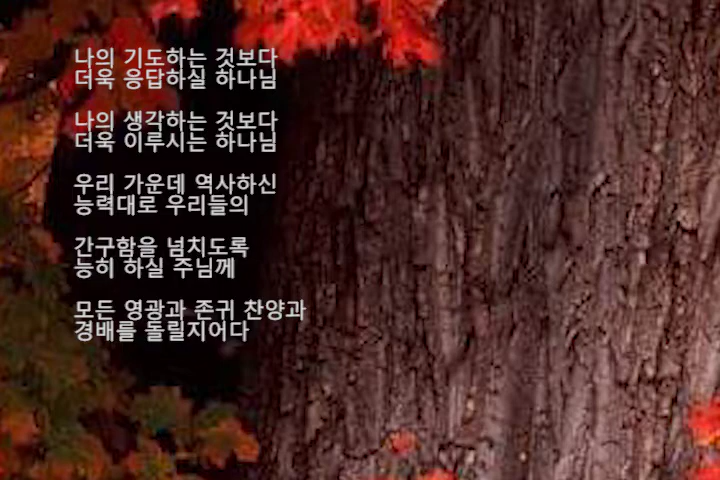 나의 기도하는 것보다
더욱 응답하실 하나님
나의 생각하는 것보다
더욱 이루시는 하나님
우리 가운데 역사하신
능력대로 우리들의
간구함을 넘치도록
능히 하실 주님께
모든 영광과 존귀 찬양과
경배를 돌릴지어다